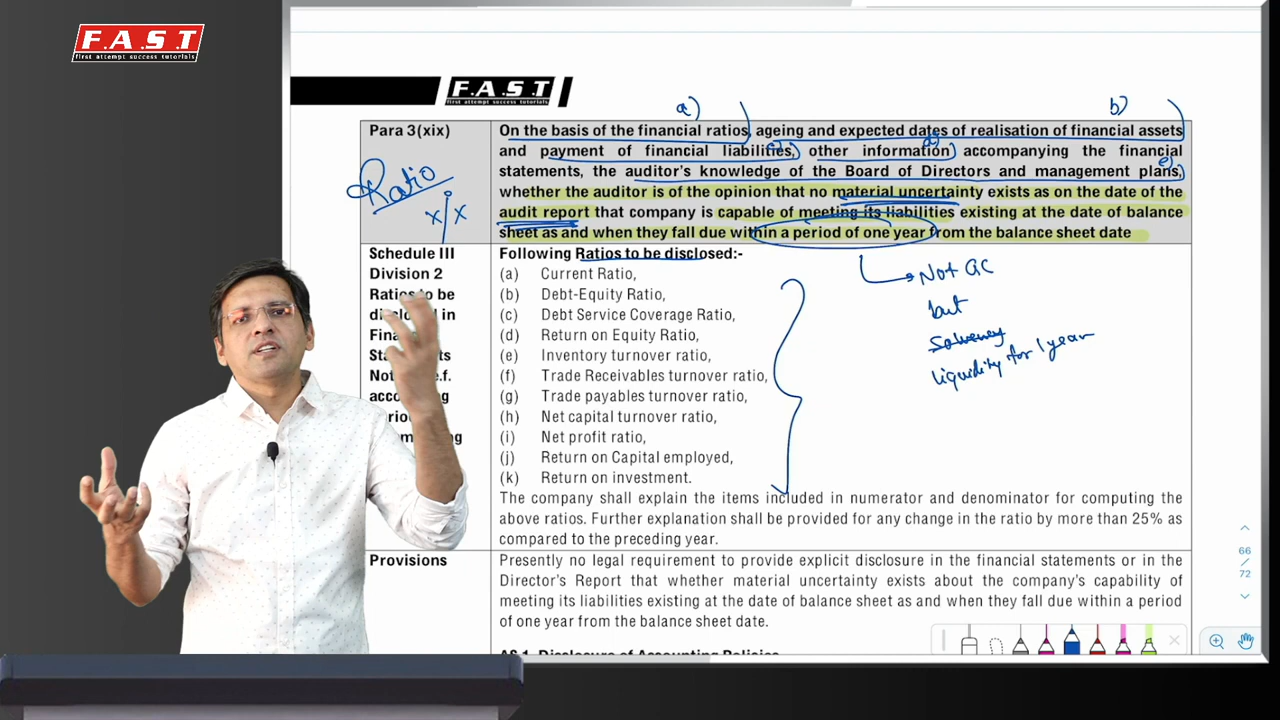 F.A.S.T
first attempt success tutorials
F.A.S.T
first attempt success tutorials
a)
b)
Para 3(xix)
On the basis of the financial ratios, ageing and expected dates of realisation of financial assets
and payment of financial liabilities, other information accompanying the financial
statements, the auditor's knowledge of the Board of Directors and management plans,
whether the auditor is of the opinion that no material uncertainty exists as on the date of the
audit report that company is capable of meeting its liabilities existing at the date of balance
sheet as and when they fall due within a period of one year from the balance sheet date
Ratio
x/x
Schedule III
Division 2
Ratios to be
in
Notes
Following Ratios to be disclosed:-
(a) Current Ratio,
(b) Debt-Equity Ratio,
(c) Debt Service Coverage Ratio,
(d) Return on Equity Ratio,
(e) Inventory turnover ratio,
(f) Trade Receivables turnover ratio,
(g) Trade payables turnover ratio,
(h) Net capital turnover ratio,
(i) Net profit ratio,
(j) Return on Capital employed,
(k) Return on investment.
The company shall explain the items included in numerator and denominator for computing the
above ratios. Further explanation shall be provided for any change in the ratio by more than 25% as
compared to the preceding year.
Not GC
but
solvency
liquidity for 1 year
Provisions
Presently no legal requirement to provide explicit disclosure in the financial statements or in the
Director's Report that whether material uncertainty exists about the company's capability of
meeting its liabilities existing at the date of balance sheet as and when they fall due within a period
of one year from the balance sheet date.
AS 1 Disclosure of Accounting Policies
66
/
72